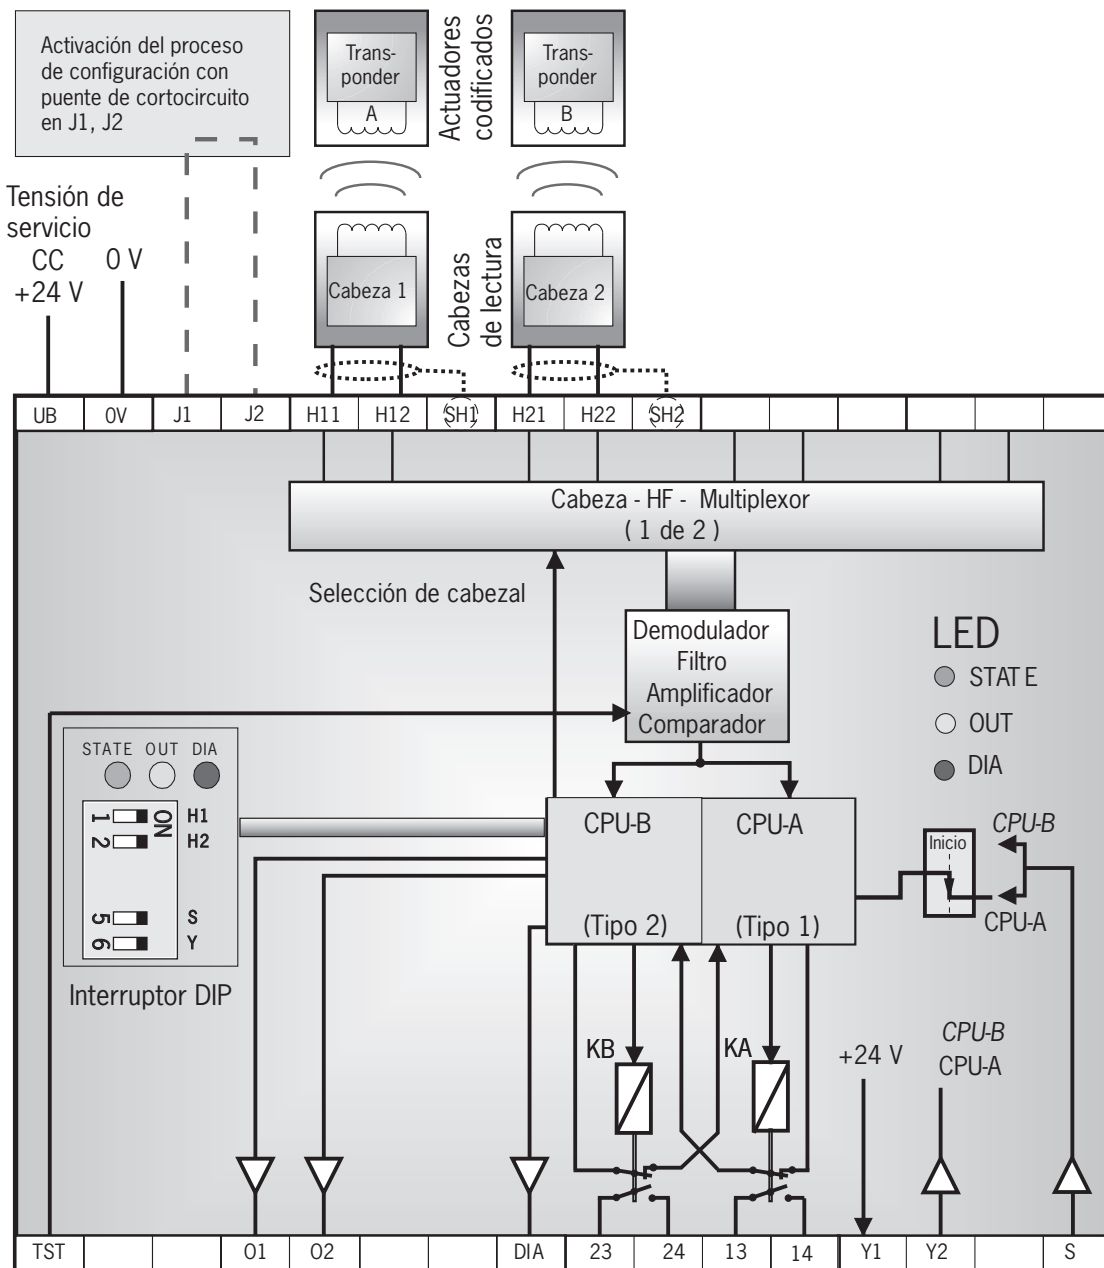 Activación del proceso
de configuración con
puente de cortocircuito
en J1, J2
Trans-
ponder
A
Actuadores
codificados
Trans-
ponder
B
Tensión de
servicio
CC
+24 V
0 V
Cabeza 1
Cabezas
de lectura
Cabeza 2
UB 0V J1 J2 H11 H12 SH1 H21 H22 SH2
Cabeza - HF - Multiplexor
( 1 de 2 )
Selección de cabezal
Demodulador
Filtro
Amplificador
Comparador
LED
STATE
OUT
DIA
STATE OUT DIA
ON
1 H1
2 H2
5 S
6 Y
Interruptor DIP
CPU-B
(Tipo 2)
CPU-A
(Tipo 1)
Inicio
CPU-B
CPU-A
KB
KA
+24 V
CPU-B
CPU-A
TST 01 02 DIA 23 24 13 14 Y1 Y2 S